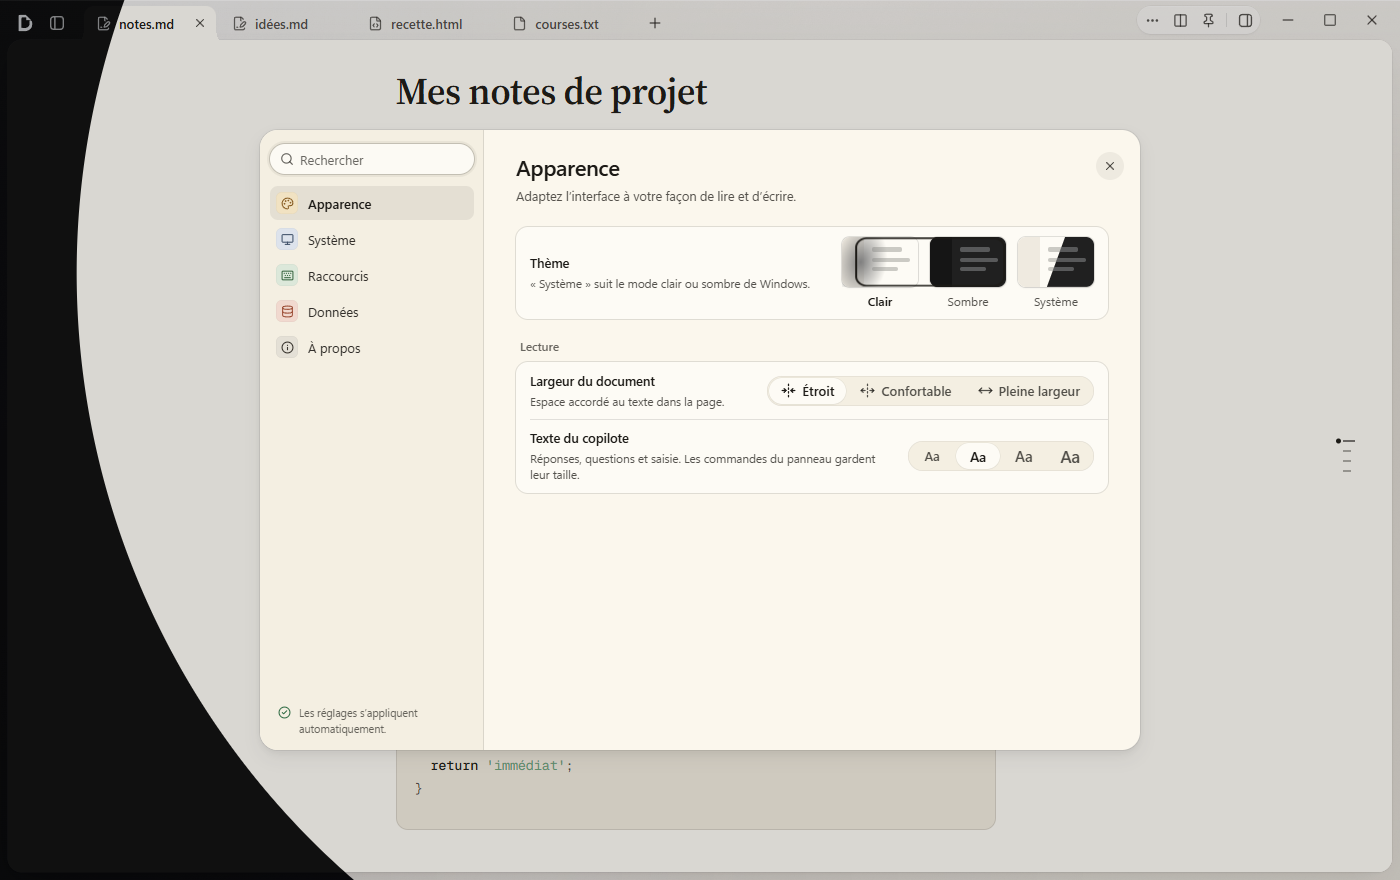 notes.md
idées.md
recette.html
courses.txt
Mes notes de projet
Rechercher
Apparence
Système
Raccourcis
Données
À propos
Les réglages s'appliquent
automatiquement.
Apparence
Adaptez l'interface à votre façon de lire et d'écrire.
Thème
« Système » suit le mode clair ou sombre de Windows.
Clair
Sombre
Système
Lecture
Largeur du document
Espace accordé au texte dans la page.
Étroit
Confortable
Pleine largeur
Texte du copilote
Réponses, questions et saisie. Les commandes du panneau gardent
leur taille.
Aa
Aa
Aa
Aa
return 'immédiat';
}